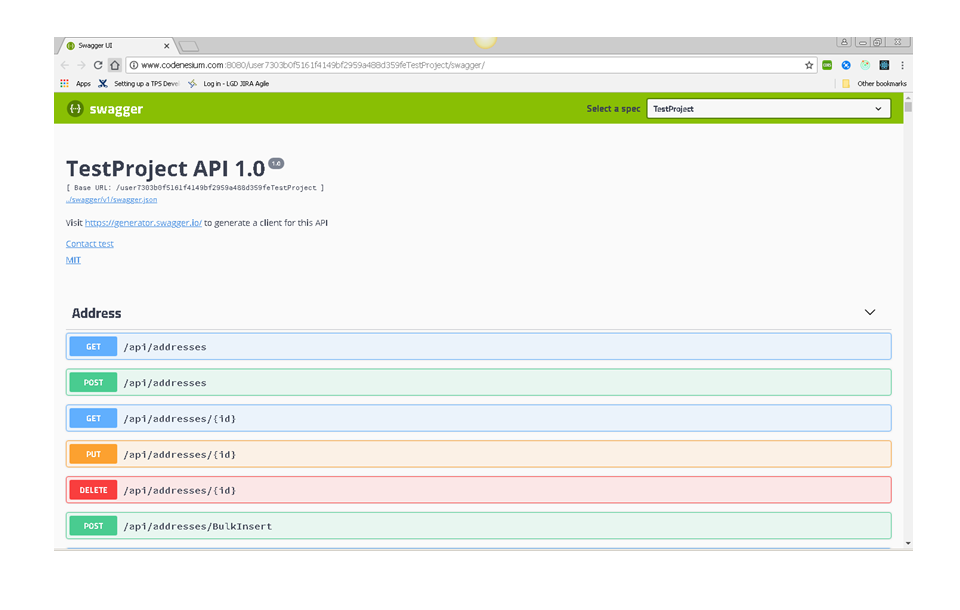 Swagger UI
www.codenesium.com:8080/user7303b0f5161f4149bf2959a488d359feTestProject/swagger/
Apps Setting up a TPS Devel Log in - LGD JIRA Agile Other bookmarks
swagger Select a spec TestProject
TestProject API 1.0 1.0
[ Base URL: /user7303b0f5161f4149bf2959a488d359feTestProject ]
../swagger/v1/swagger.json
Visit https://generator.swagger.io/ to generate a client for this API
Contact test
MIT
Address
GET /api/addresses
POST /api/addresses
GET /api/addresses/{id}
PUT /api/addresses/{id}
DELETE /api/addresses/{id}
POST /api/addresses/BulkInsert